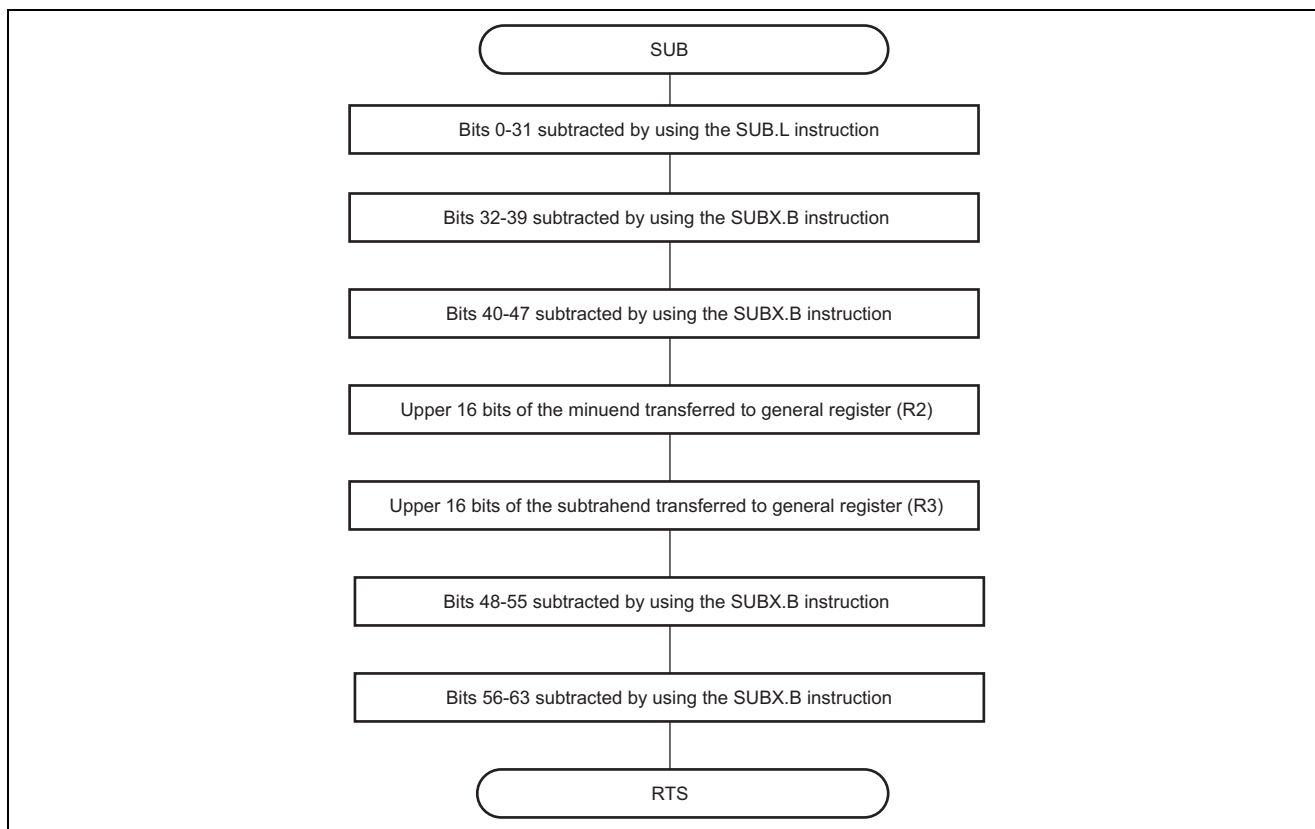 SUB
Bits 0-31 subtracted by using the SUB.L instruction
Bits 32-39 subtracted by using the SUBX.B instruction
Bits 40-47 subtracted by using the SUBX.B instruction
Upper 16 bits of the minuend transferred to general register (R2)
Upper 16 bits of the subtrahend transferred to general register (R3)
Bits 48-55 subtracted by using the SUBX.B instruction
Bits 56-63 subtracted by using the SUBX.B instruction
RTS